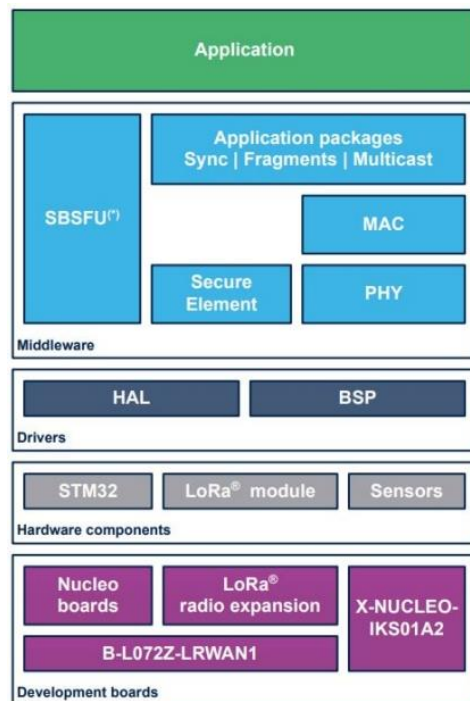 Application
Application packages
Sync | Fragments | Multicast
SBSFU(*)
MAC
Secure
Element
PHY
Middleware
HAL
BSP
Drivers
STM32
LoRa® module
Sensors
Hardware components
Nucleo
boards
LoRa®
radio expansion
X-NUCLEO-
IKS01A2
B-L072Z-LRWAN1
Development boards